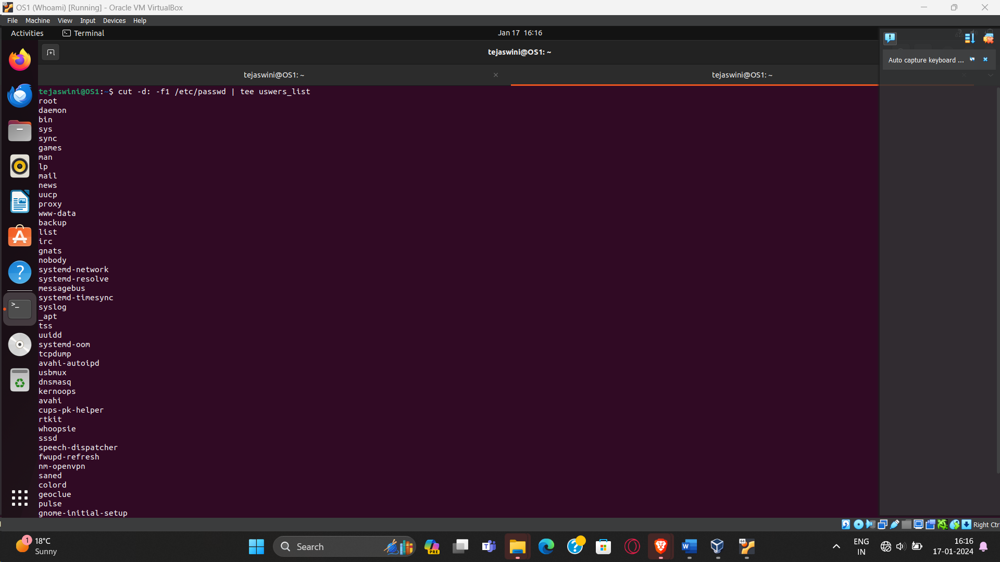 OS1 (Whoami) [Running] - Oracle VM VirtualBox
File Machine View Input Devices Help
Activities Terminal Jan 17 16:16
tejaswini@OS1: ~
Auto capture keyboard ...
tejaswini@OS1: ~ tejaswini@OS1: ~
tejaswini@OS1:~$ cut -d: -f1 /etc/passwd | tee uswers_list
root
daemon
bin
sys
sync
games
man
lp
mail
news
uucp
proxy
www-data
backup
list
irc
gnats
nobody
systemd-network
systemd-resolve
messagebus
systemd-timesync
syslog
_apt
tss
uuidd
systemd-oom
tcpdump
avahi-autoipd
usbmux
dnsmasq
kernoops
avahi
cups-pk-helper
rtkit
whoopsie
sssd
speech-dispatcher
fwupd-refresh
nm-openvpn
saned
colord
geoclue
pulse
gnome-initial-setup
Right Ctr
1 18°C
Sunny
Search
PRE
W
64
ENG
IN
16:16
17-01-2024